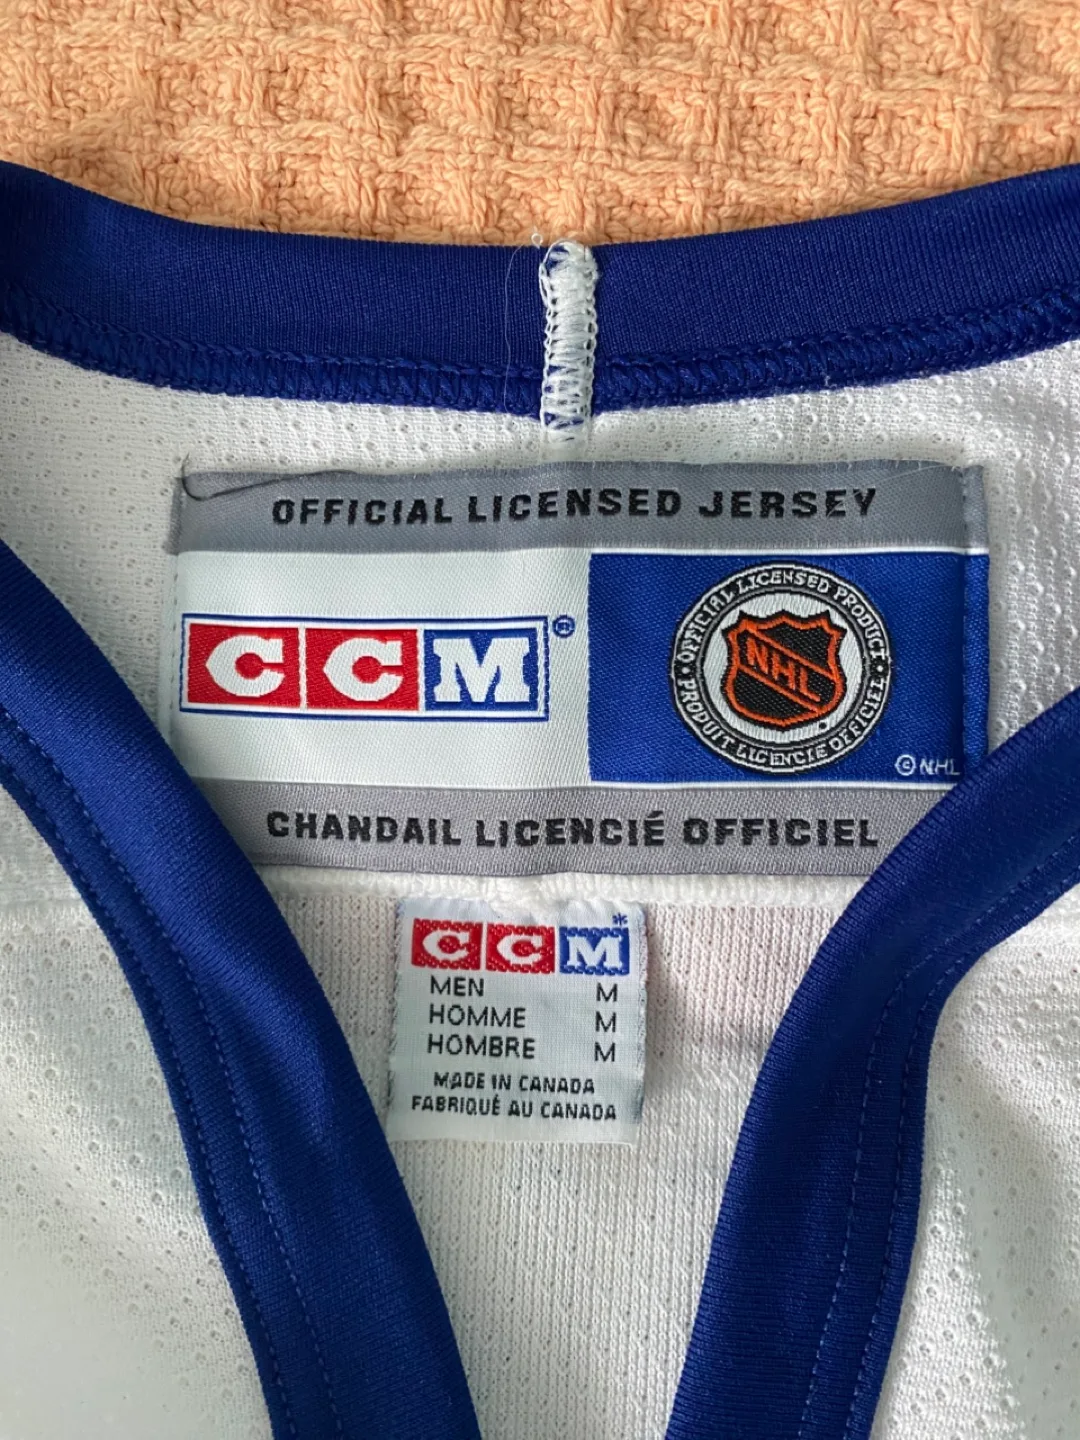 OFFICIAL LICENSED JERSEY
CCM®
OFFICIAL LICENSED PRODUCT
NHL
PRODUIT LICENCIE OFFICIEL
© NHL
CHANDAIL LICENCIÉ OFFICIEL
CCM*
MEN M
HOMME M
HOMBRE M
MADE IN CANADA
FABRIQUÉ AU CANADA